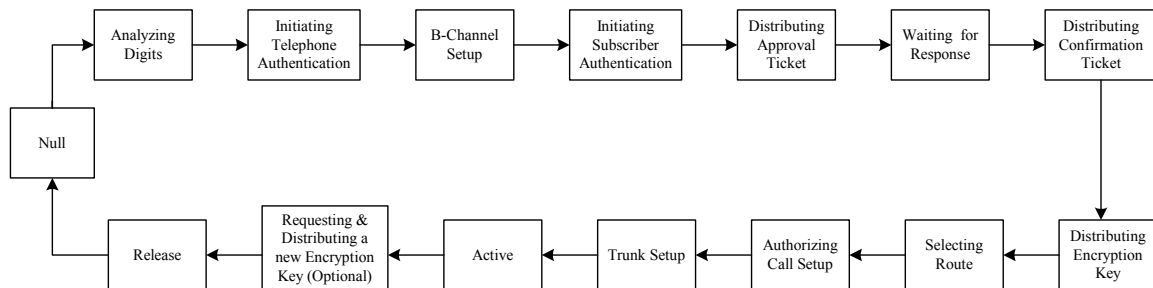 Analyzing
Digits
Initiating
Telephone
Authentication
B-Channel
Setup
Initiating
Subscriber
Authentication
Distributing
Approval
Ticket
Waiting for
Response
Distributing
Confirmation
Ticket
Null
Release
Requesting &
Distributing a
new Encryption
Key (Optional)
Active
Trunk Setup
Authorizing
Call Setup
Selecting
Route
Distributing
Encryption
Key